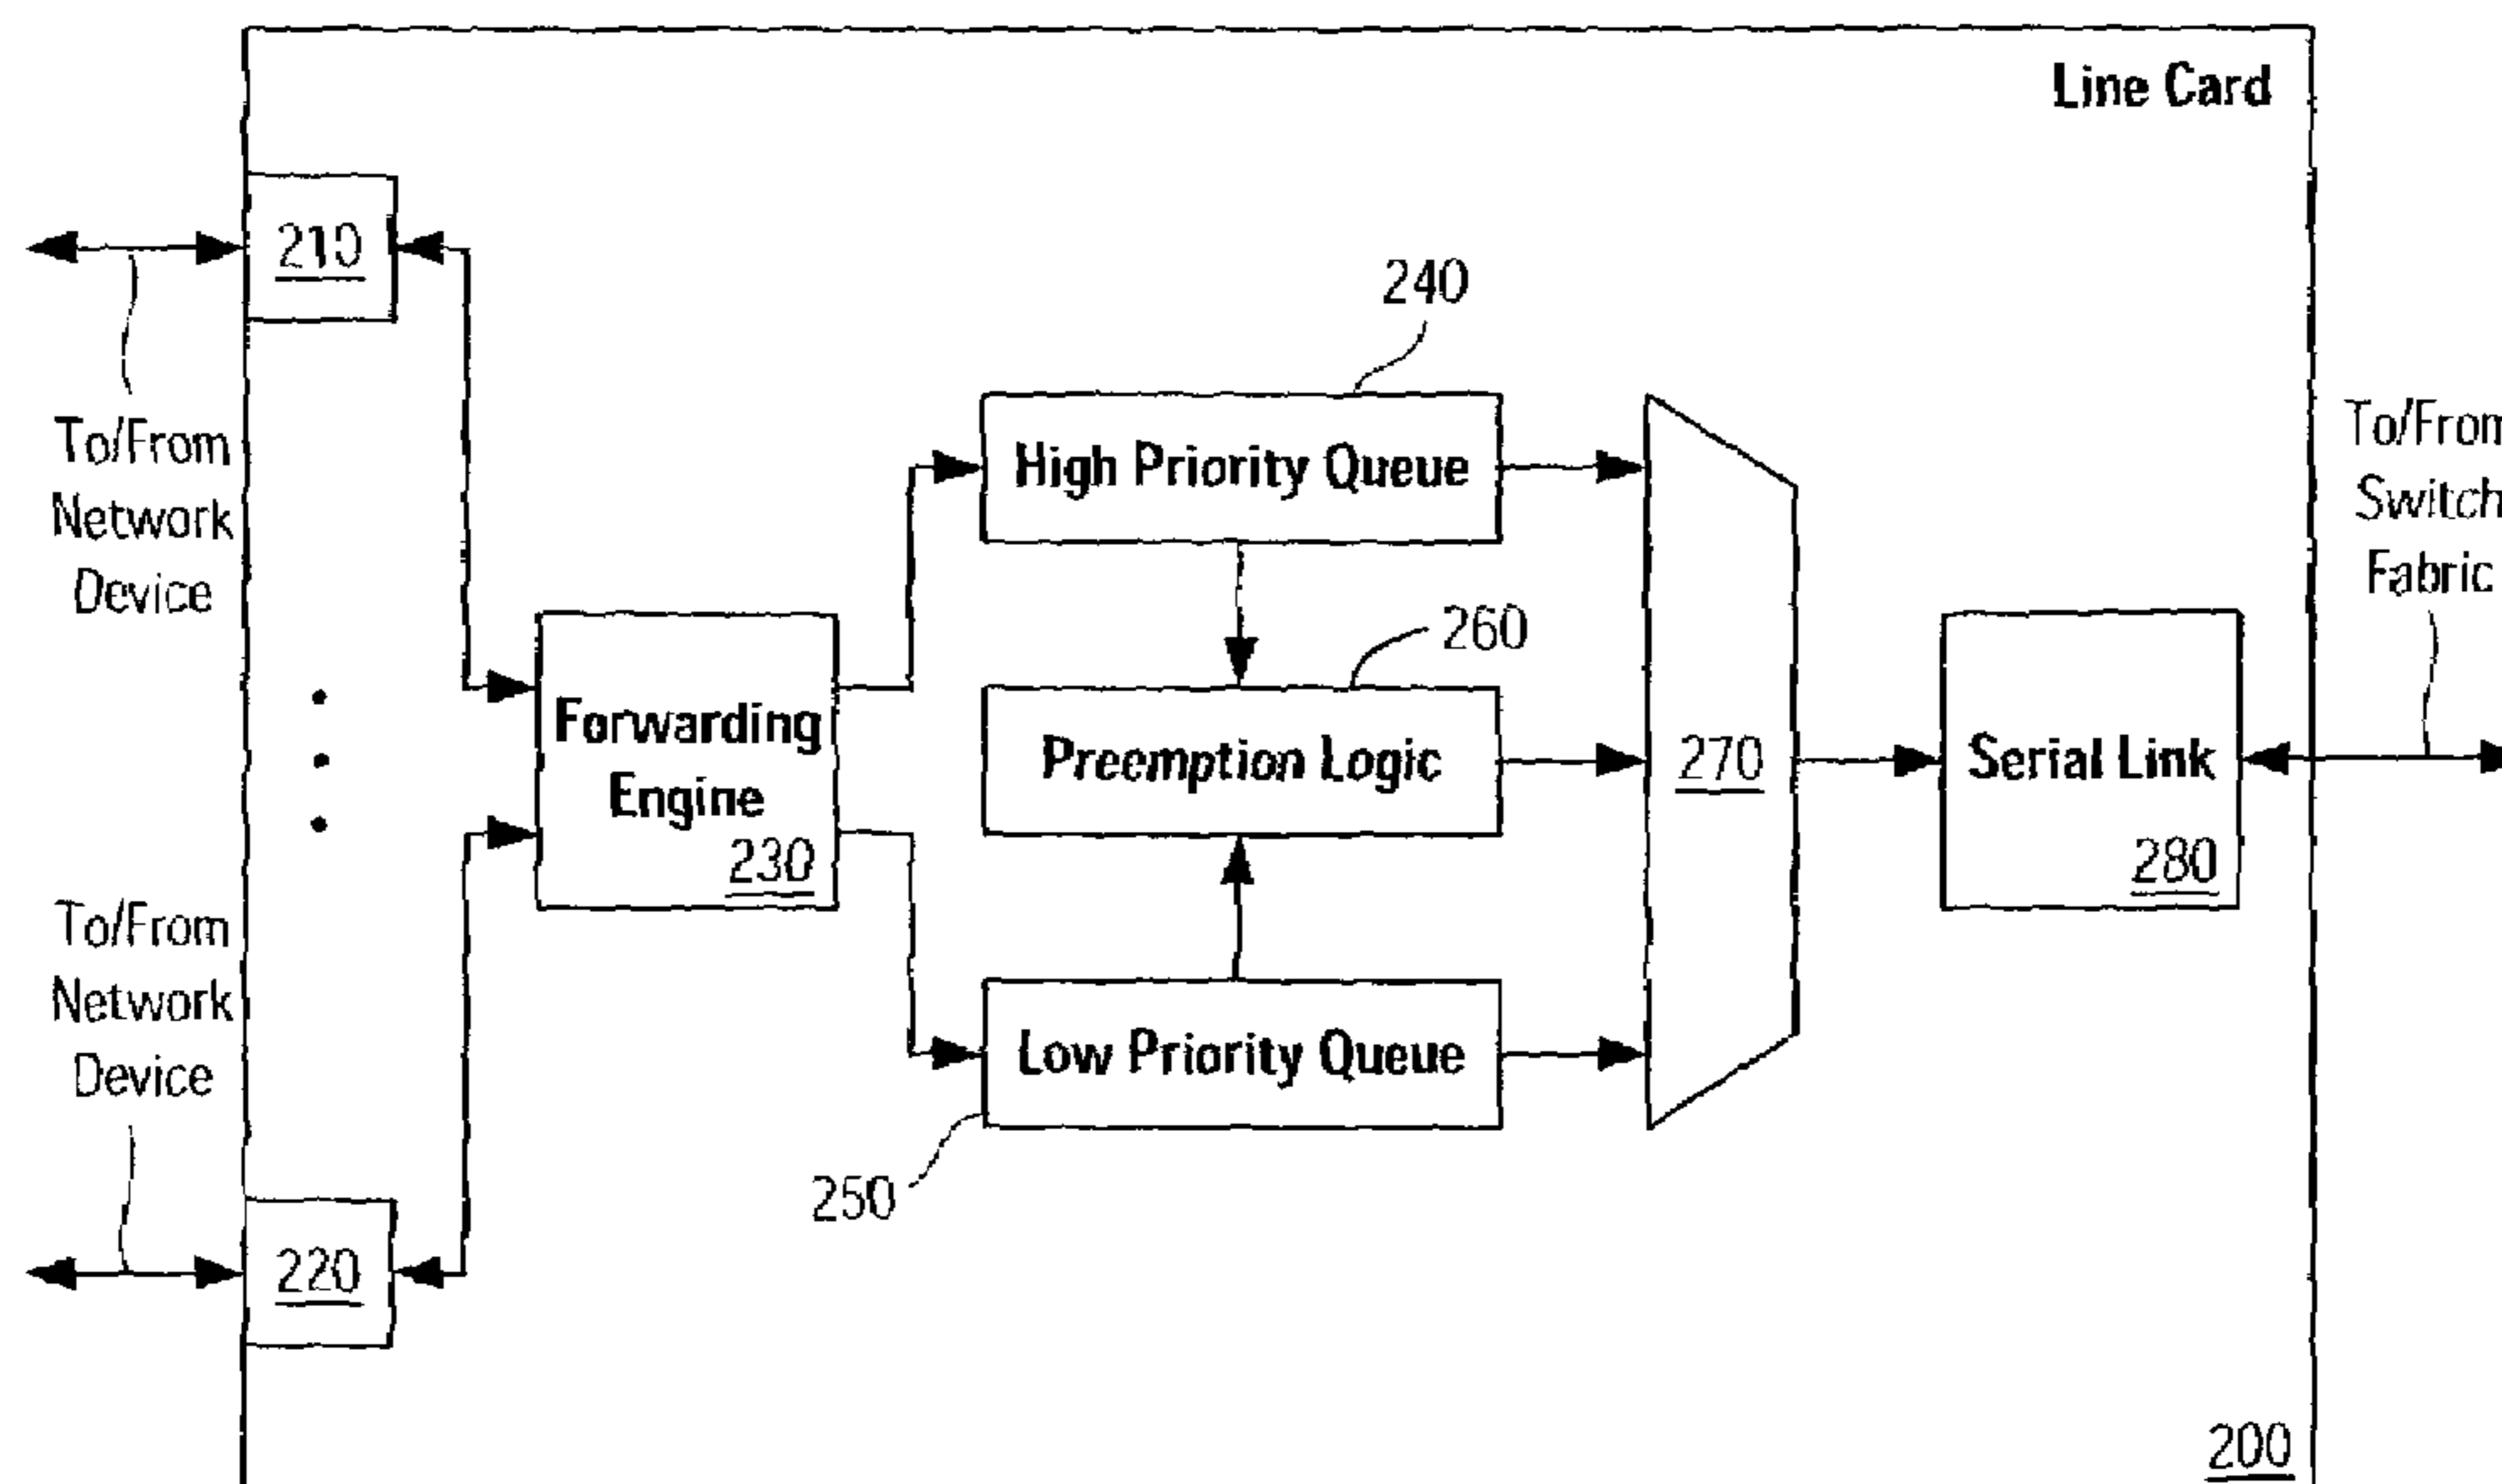 Line Card
210
To/From
Network
Device
240
High Priority Queue
To/From
Switch
Fabric
260
Forwarding
Engine
230
Preemption Logic
270
Serial Link
280
To/From
Network
Device
Low Priority Queue
250
220
200